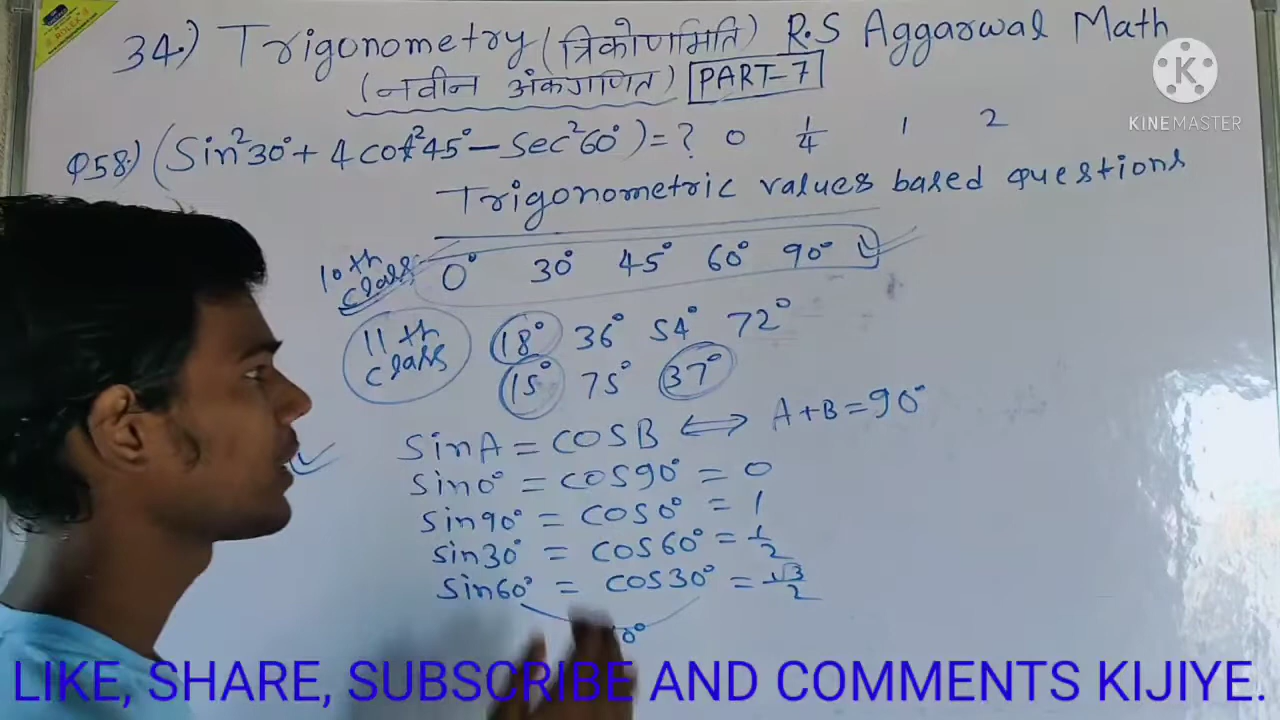 34.) Trigonometry (त्रिकोणमिति) R.S Aggarwal Math
(नवीन अंकगणित) PART-7
KINEMASTER
Q58.) (Sin²30° + 4cot²45° - Sec²60°) = ? 0 1/4 1 2
Trigonometric values based questions
10th class: 0° 30° 45° 60° 90°
11th class 18° 36° 54° 72°
15° 75° 37°
SinA = COSB ⟺ A+B=90°
Sin0° = COS90° = 0
Sin90° = COS0° = 1
Sin30° = COS60° = 1/2
Sin60° = COS30° = √3/2
LIKE, SHARE, SUBSCRIBE AND COMMENTS KIJIYE.